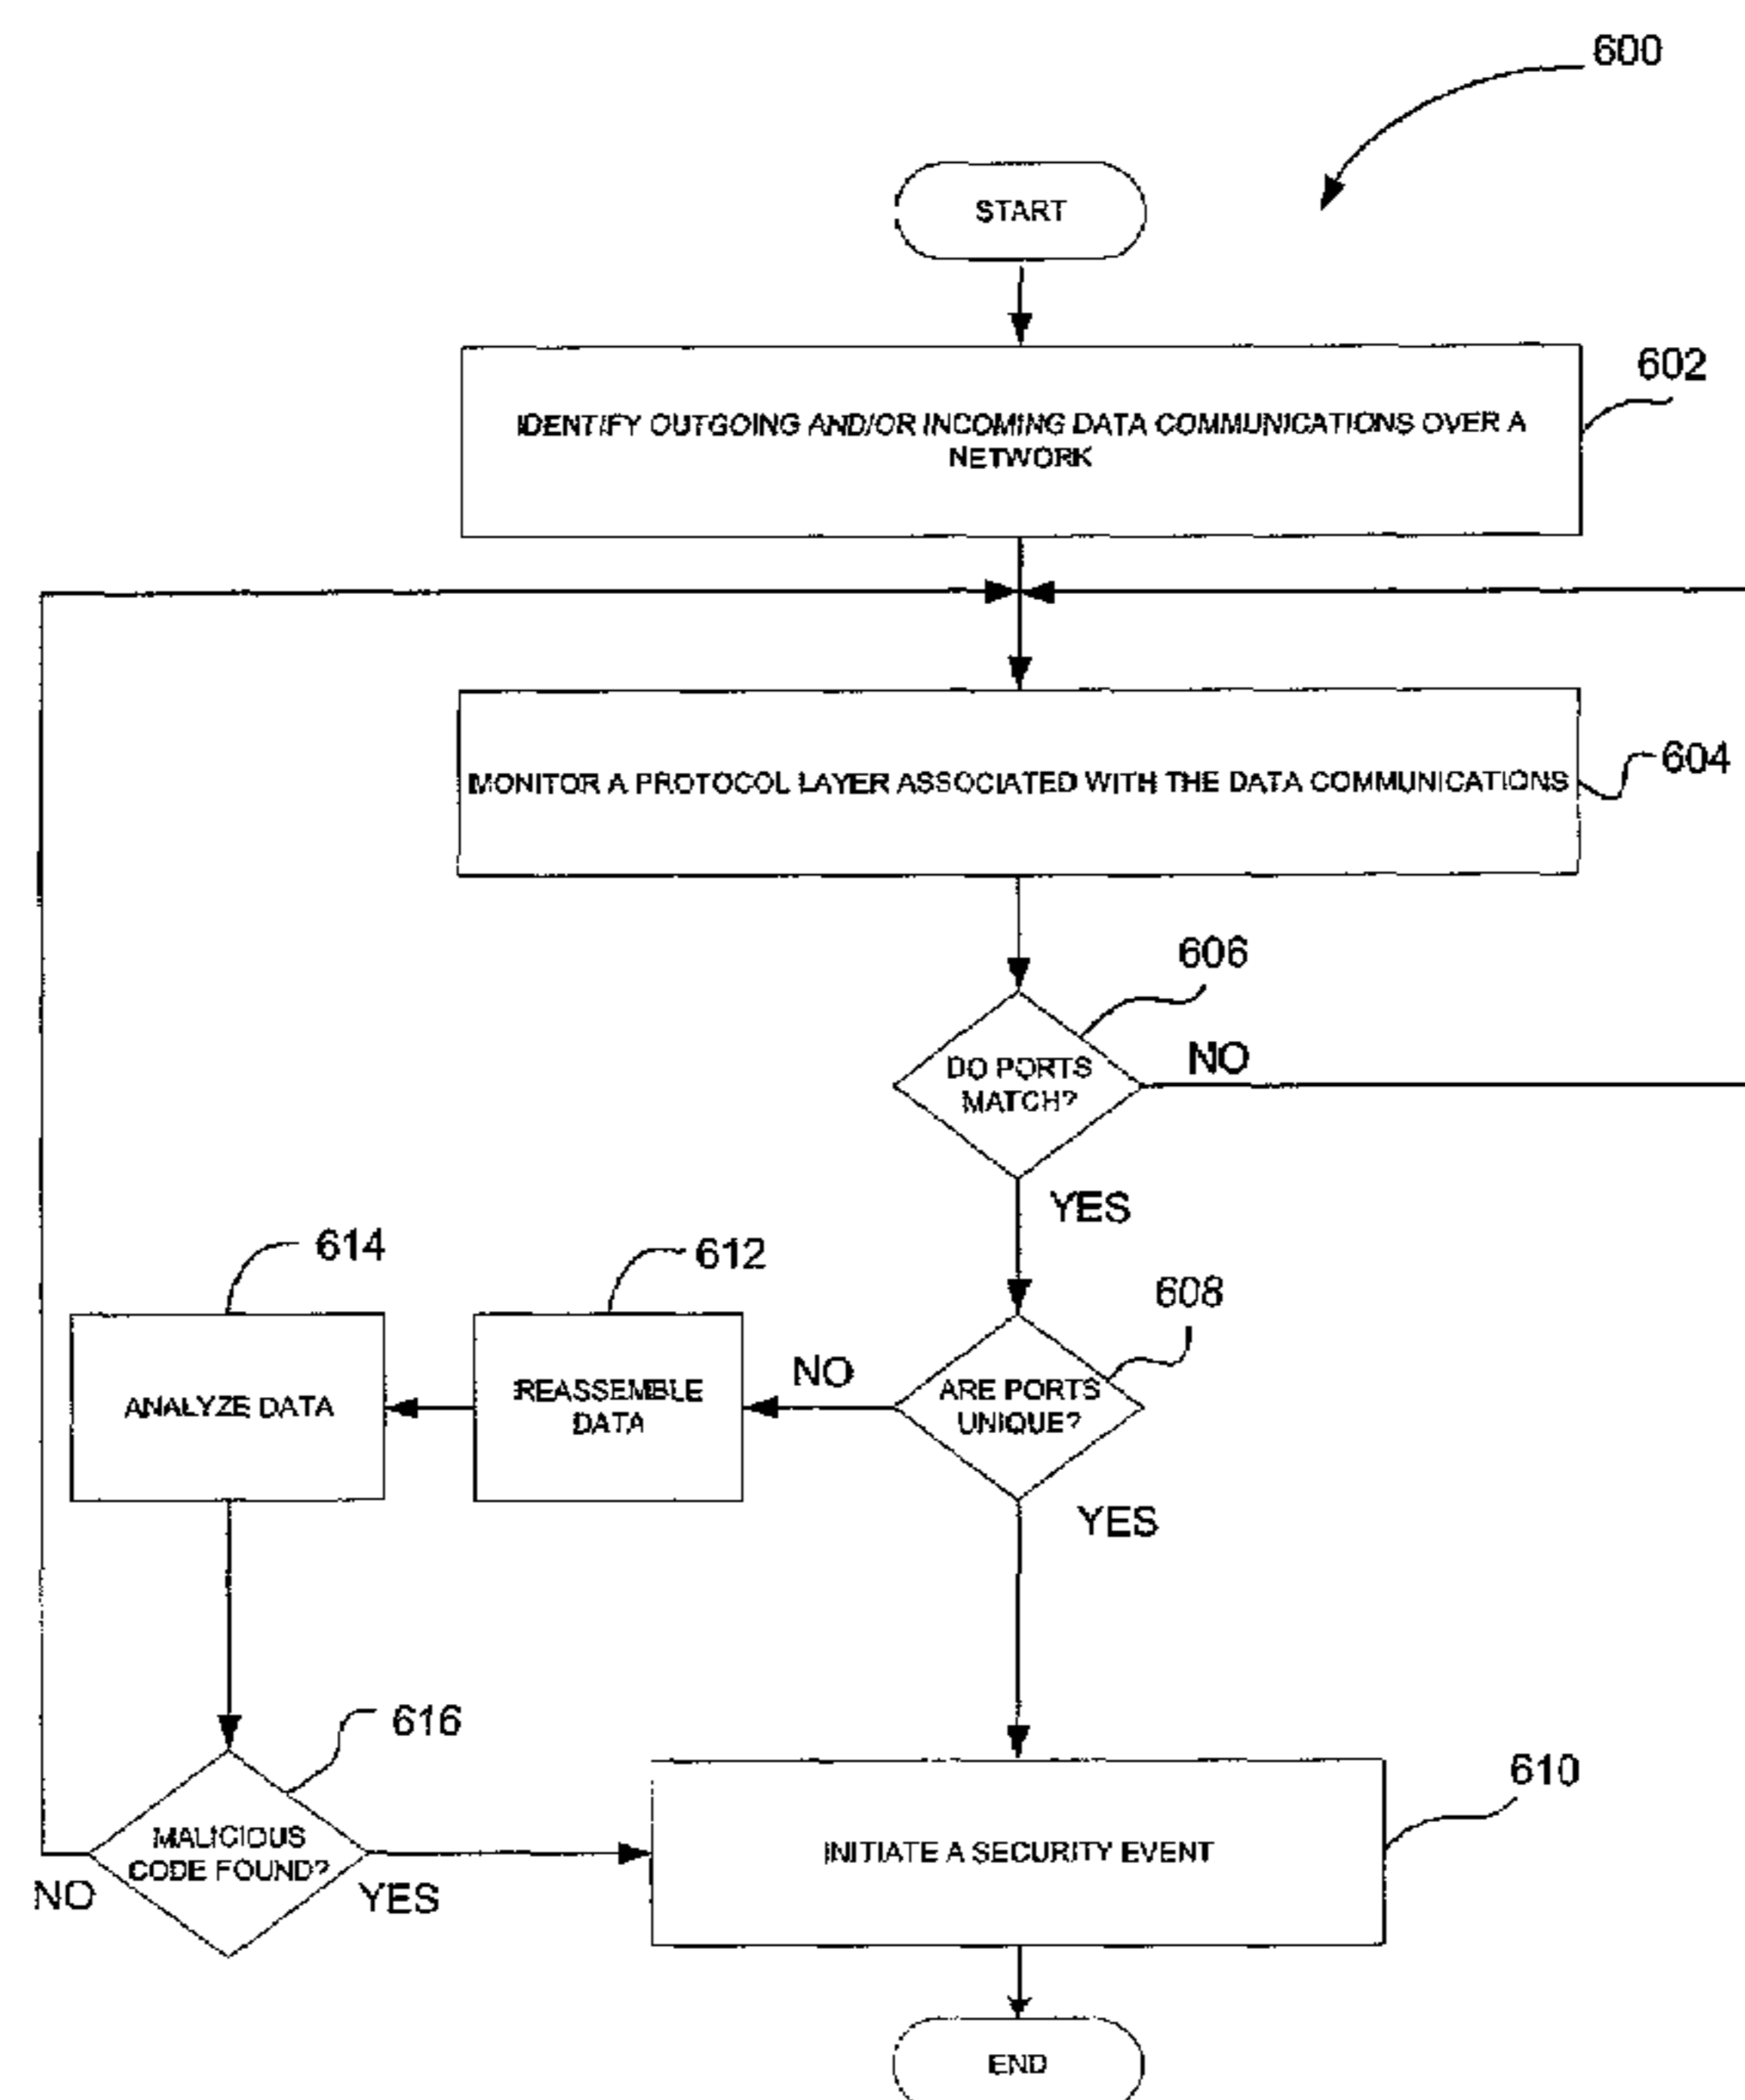 600
START
602
IDENTIFY OUTGOING AND/OR INCOMING DATA COMMUNICATIONS OVER A
NETWORK
604
MONITOR A PROTOCOL LAYER ASSOCIATED WITH THE DATA COMMUNICATIONS
606
DO PORTS
MATCH?
NO
YES
614
612
608
ANALYZE DATA
REASSEMBLE
DATA
NO
ARE PORTS
UNIQUE?
YES
616
610
MALICIOUS
CODE FOUND?
NO
YES
INITIATE A SECURITY EVENT
END